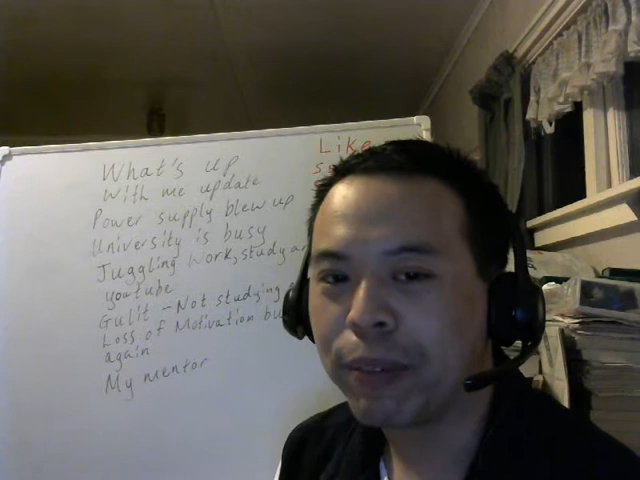 What's up
With me update
Power supply blew up
University is busy
Juggling Work, study
youtube
Gulit - Not studying
Loss of Motivation
again
My mentor
Like